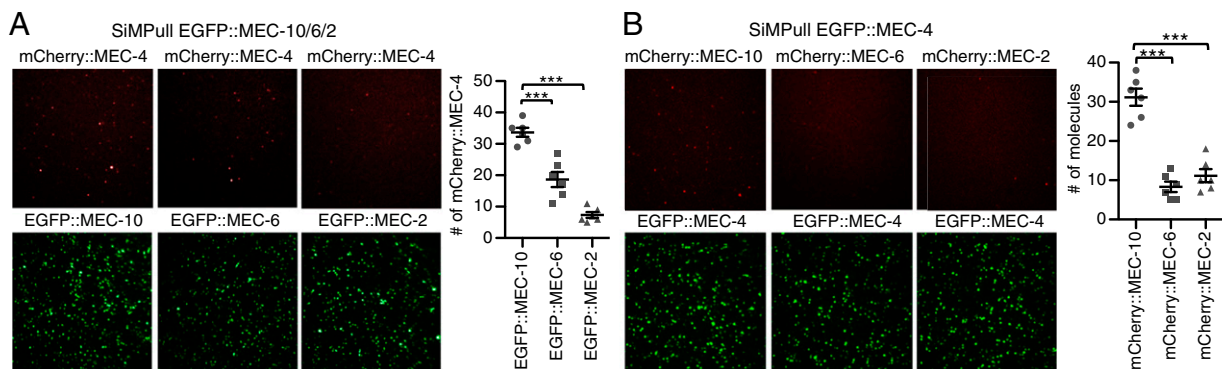 A
SiMPull EGFP::MEC-10/6/2
mCherry::MEC-4 mCherry::MEC-4 mCherry::MEC-4
EGFP::MEC-10 EGFP::MEC-6 EGFP::MEC-2
# of mCherry::MEC-4
50
40
30
20
10
0
***
***
EGFP::MEC-10
EGFP::MEC-6
EGFP::MEC-2
B
SiMPull EGFP::MEC-4
mCherry::MEC-10 mCherry::MEC-6 mCherry::MEC-2
EGFP::MEC-4 EGFP::MEC-4 EGFP::MEC-4
# of molecules
40
30
20
10
0
***
***
mCherry::MEC-10
mCherry::MEC-6
mCherry::MEC-2